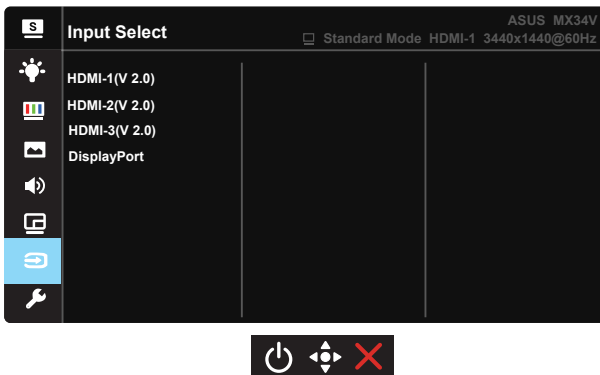 S
Input Select
ASUS MX34V
Standard Mode HDMI-1 3440x1440@60Hz
HDMI-1(V 2.0)
HDMI-2(V 2.0)
HDMI-3(V 2.0)
DisplayPort